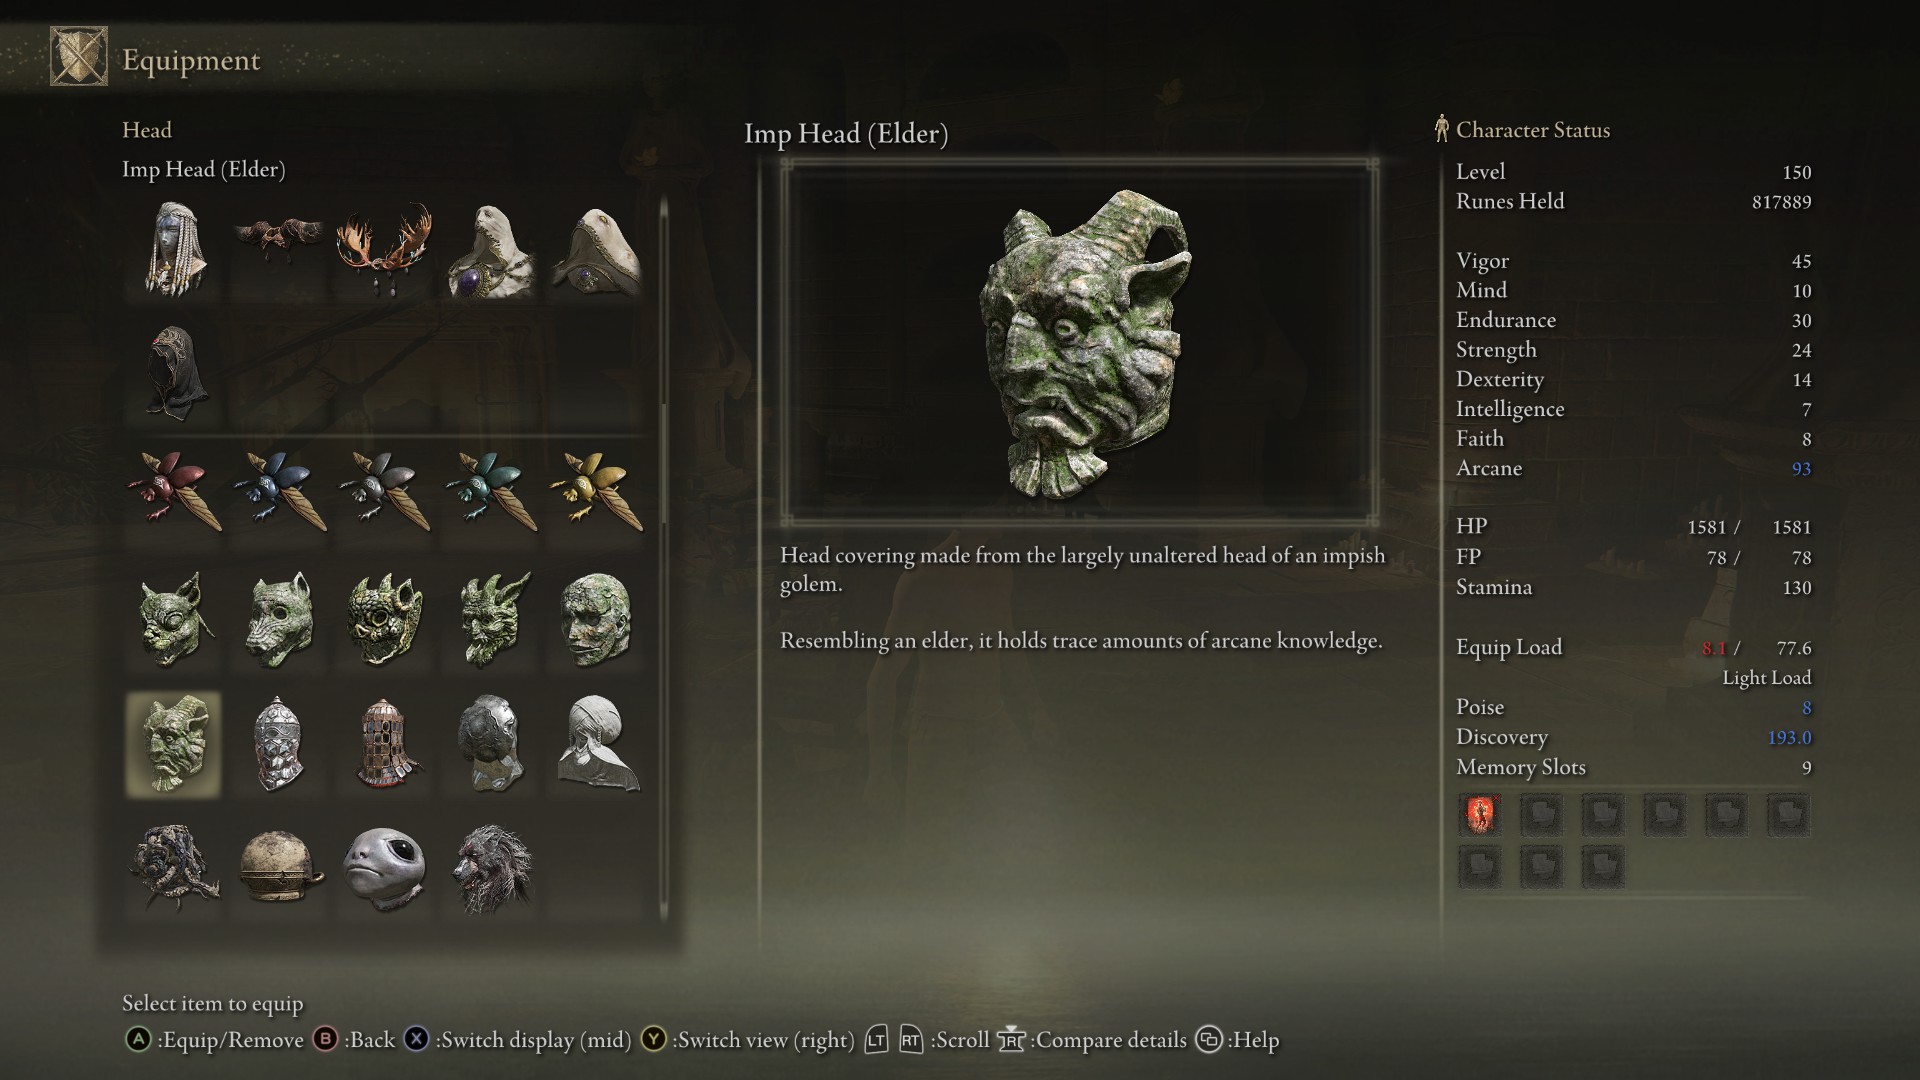 Equipment
Head
Imp Head (Elder)
Imp Head (Elder)
Head covering made from the largely unaltered head of an impish
golem.
Resembling an elder, it holds trace amounts of arcane knowledge.
Character Status
Level 150
Runes Held 817889
Vigor 45
Mind 10
Endurance 30
Strength 24
Dexterity 14
Intelligence 7
Faith 8
Arcane 93
HP 1581 / 1581
FP 78 / 78
Stamina 130
Equip Load 8.1 / 77.6
Light Load
Poise 8
Discovery 193.0
Memory Slots 9
Select item to equip
A :Equip/Remove B :Back X :Switch display (mid) Y :Switch view (right) LT RT :Scroll R :Compare details :Help